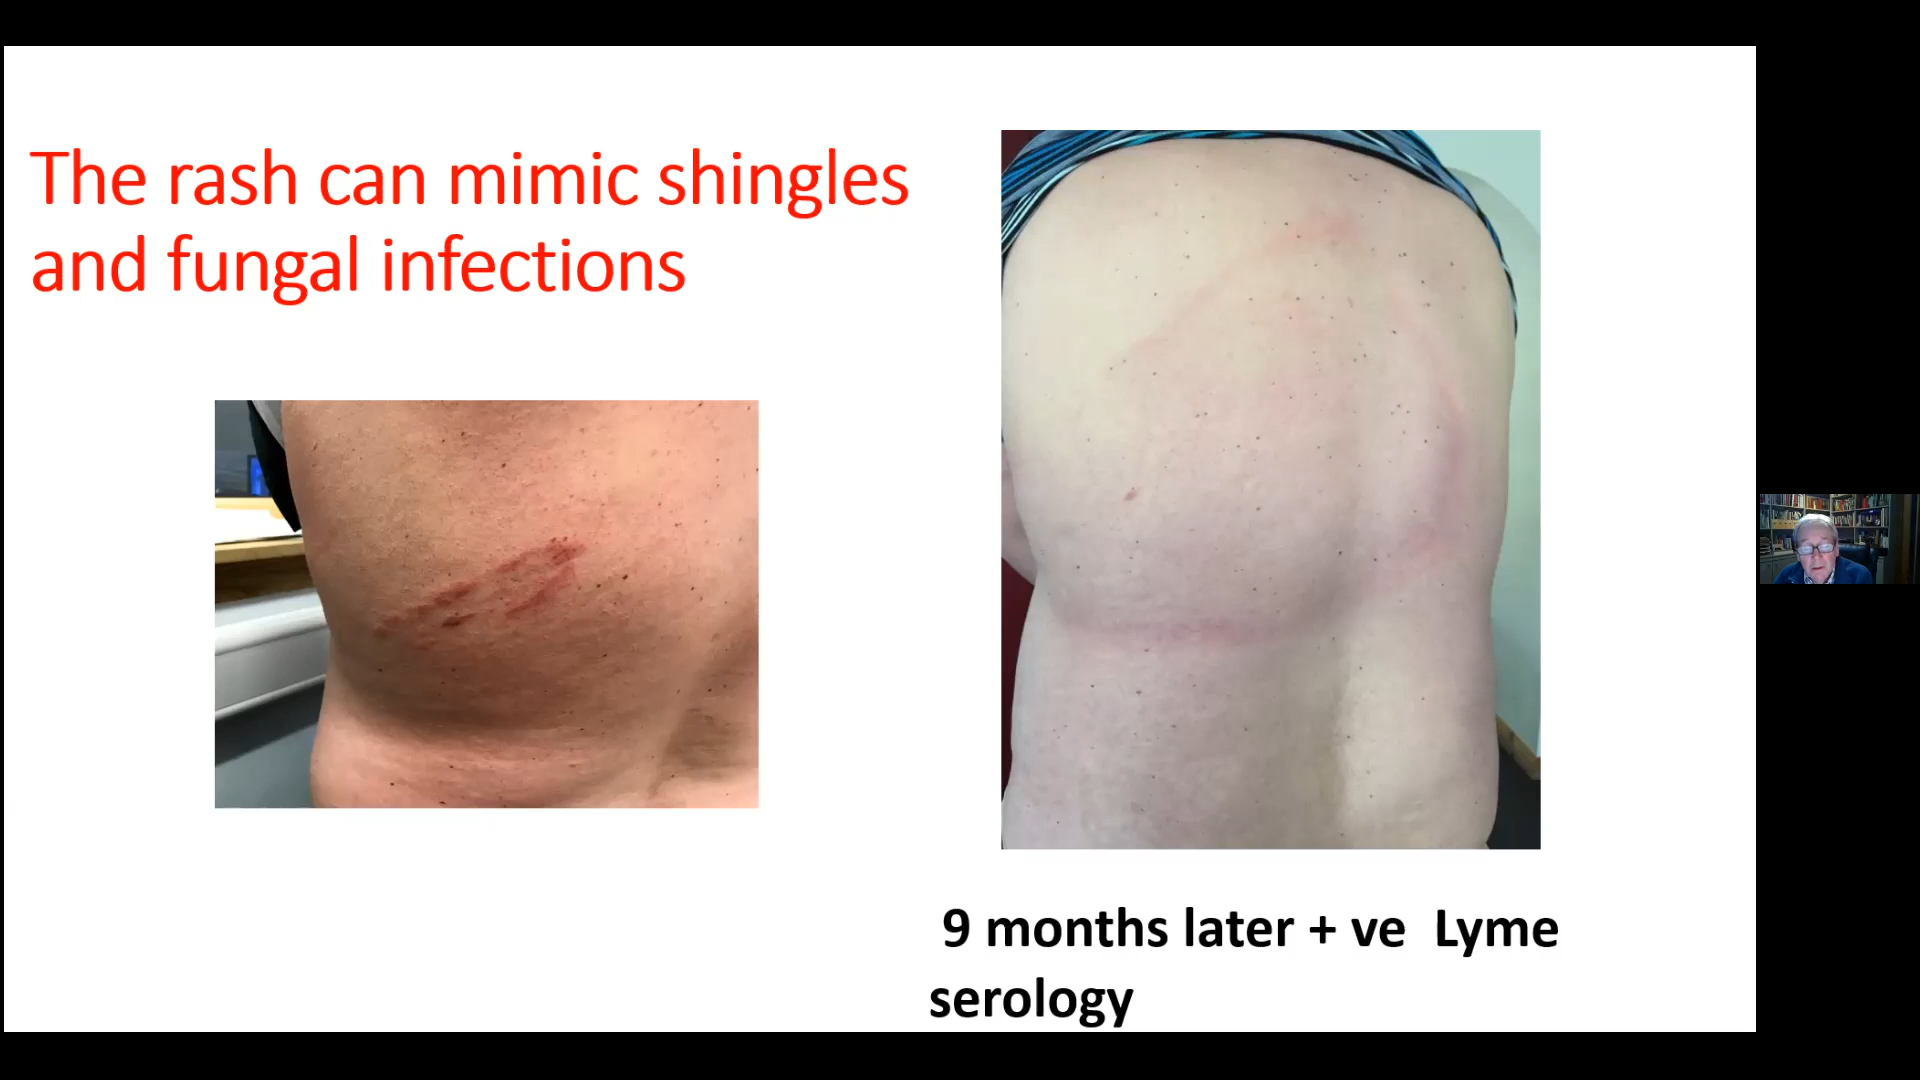 The rash can mimic shingles
and fungal infections
9 months later + ve Lyme
serology